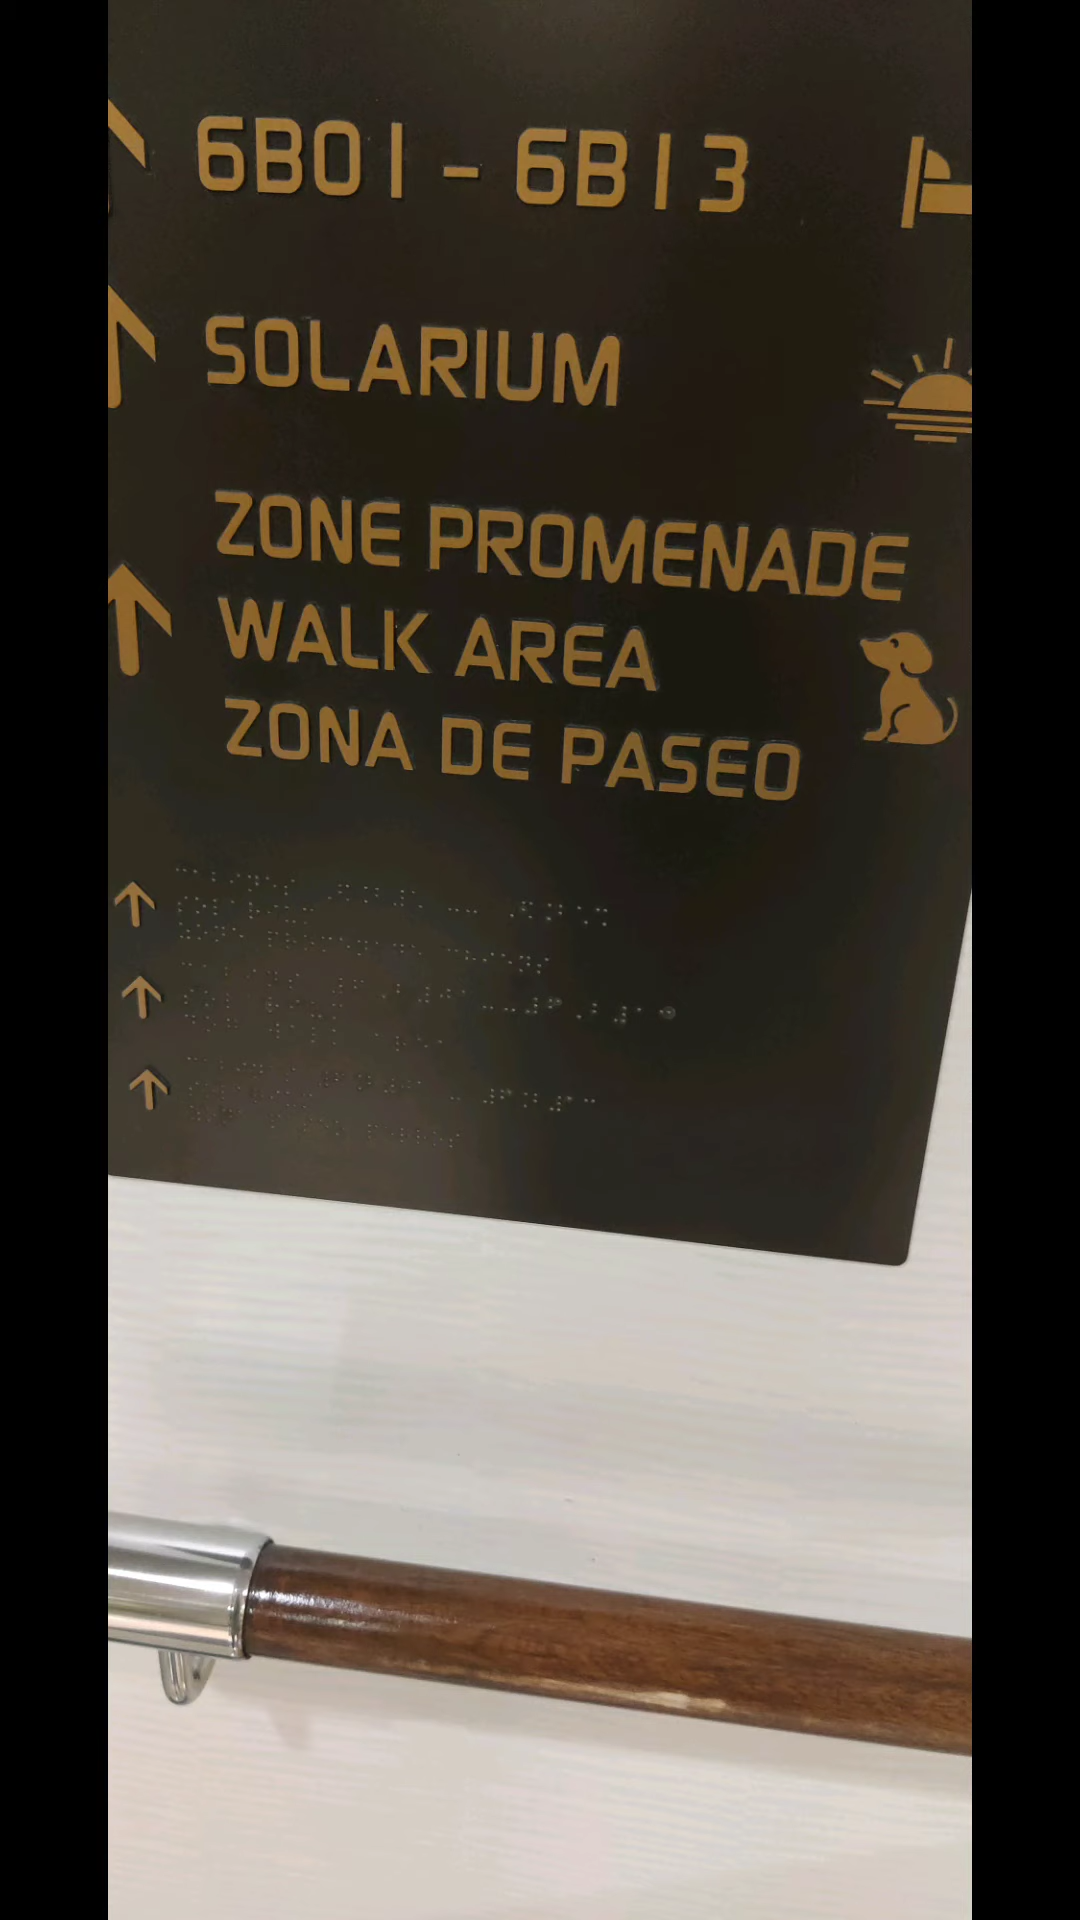 6B01 - 6B13
SOLARIUM
ZONE PROMENADE
WALK AREA
ZONA DE PASEO